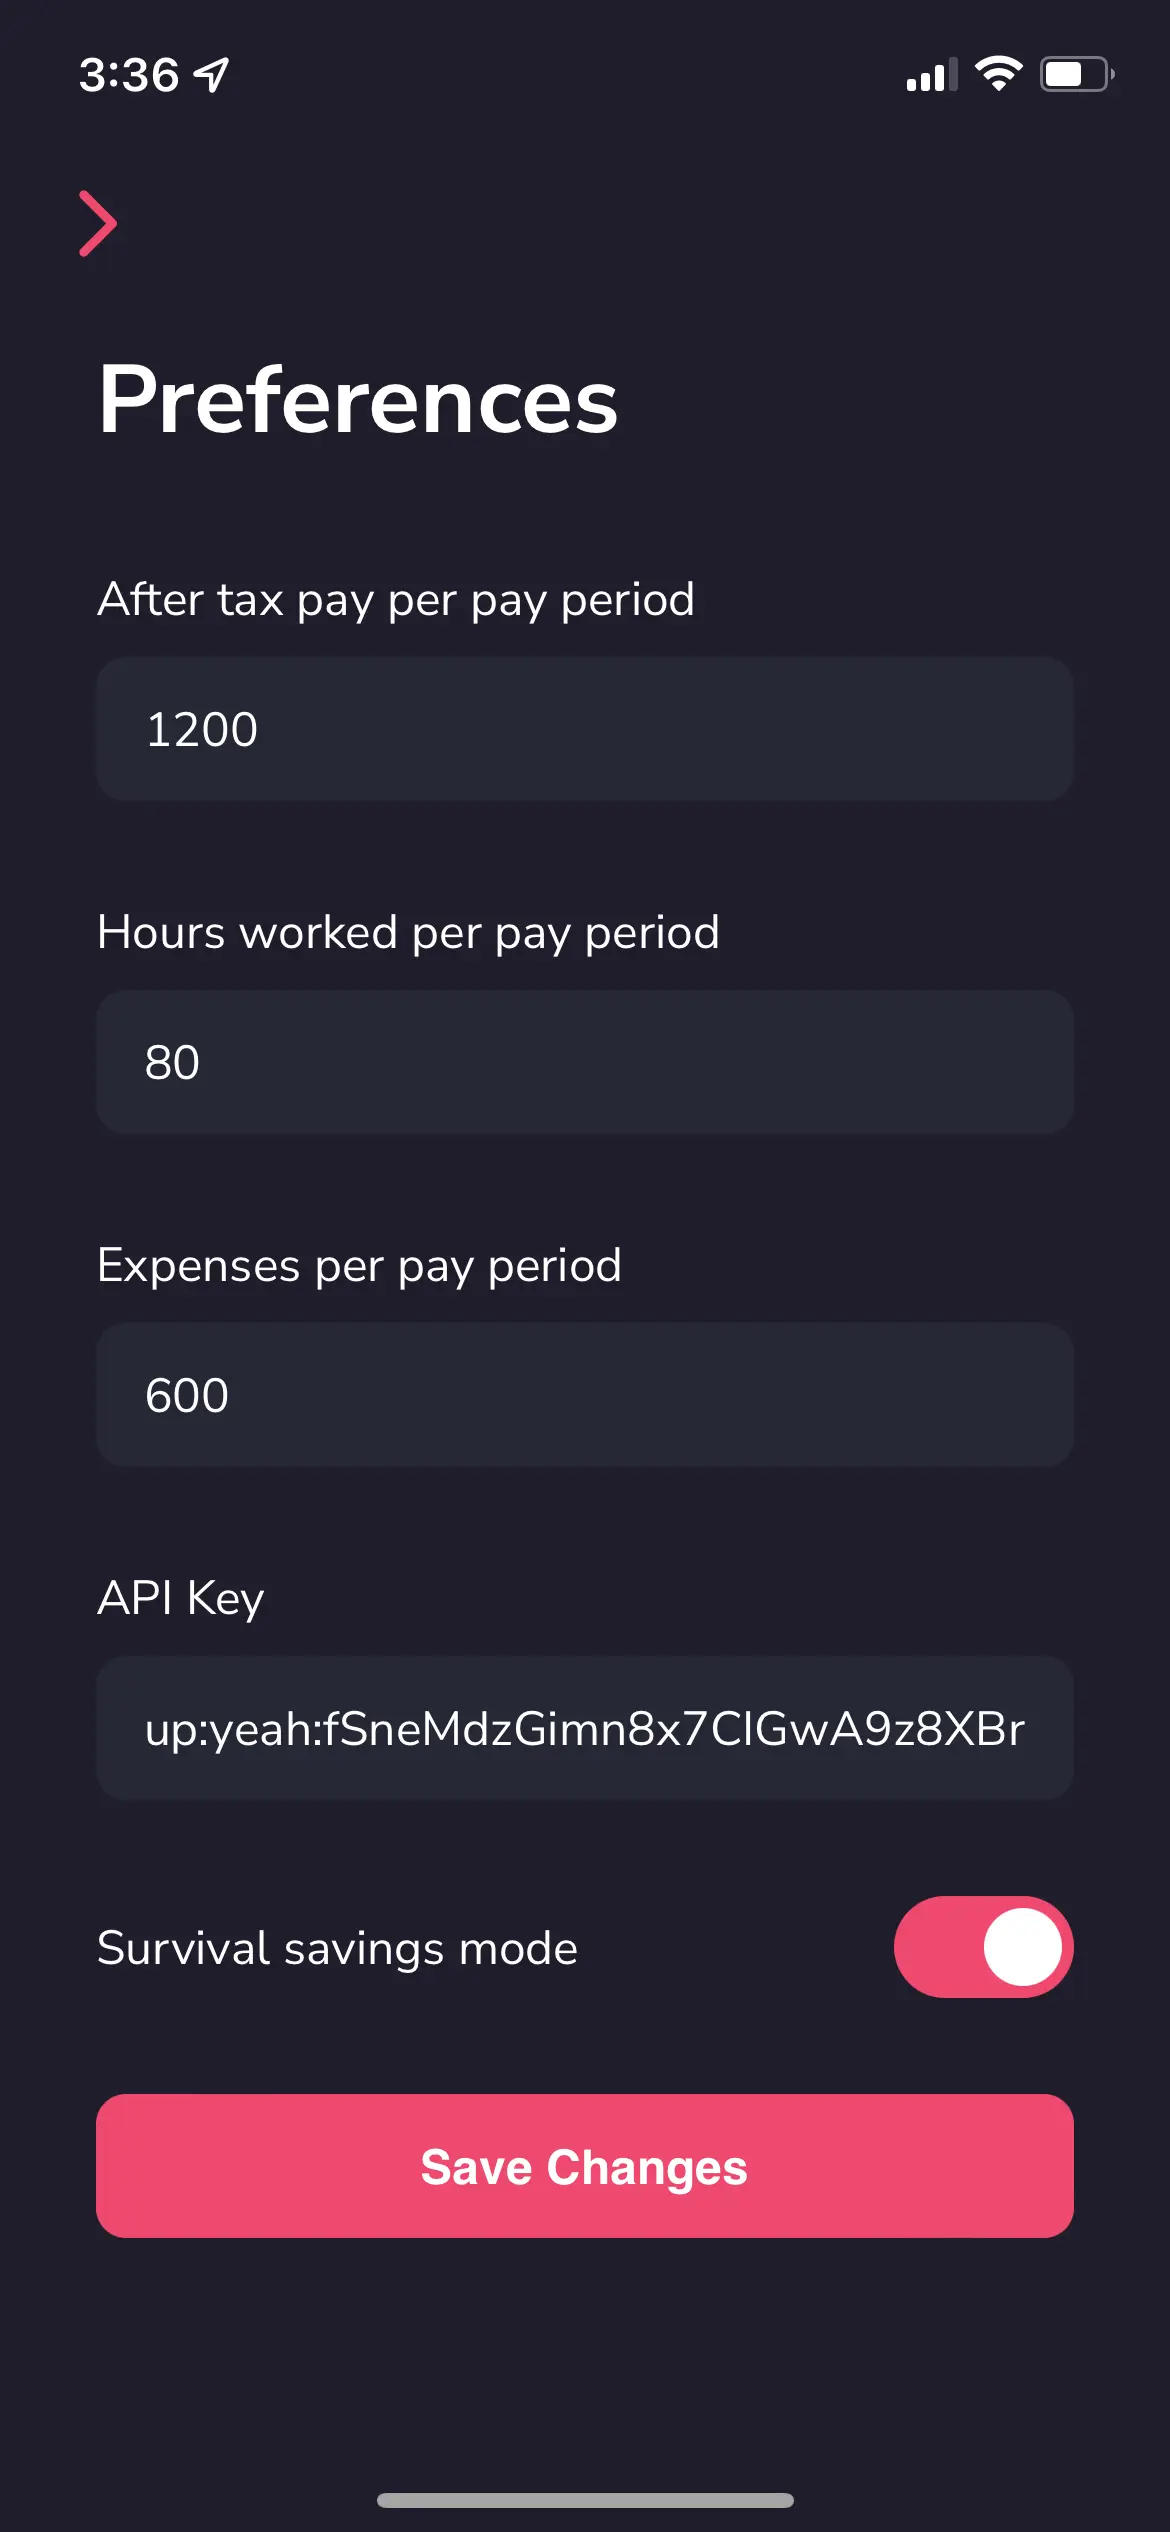 3:36
Preferences
After tax pay per pay period
1200
Hours worked per pay period
80
Expenses per pay period
600
API Key
up:yeah:fSneMdzGimn8x7CIGwA9z8XBr
Survival savings mode
Save Changes